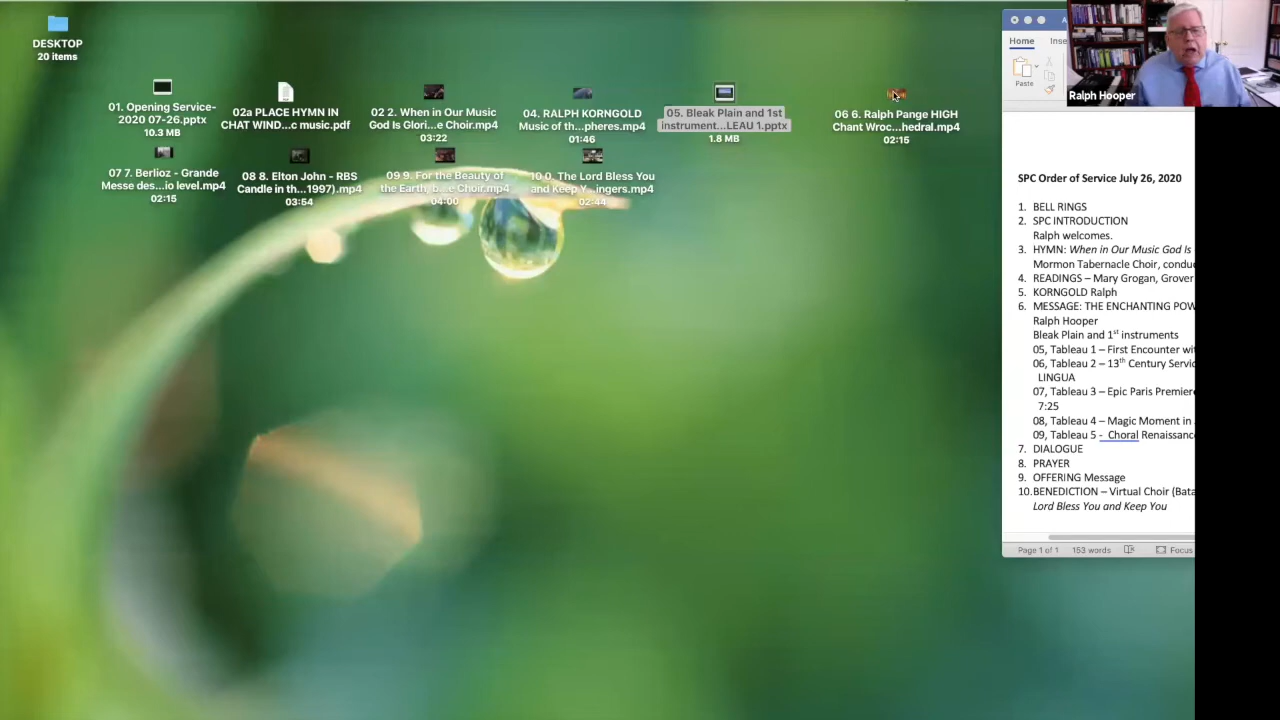 DESKTOP
20 items
01. Opening Service-
2020 07-26.pptx
10.3 MB
02a PLACE HYMN IN
CHAT WIND...c music.pdf
02 2. When in Our Music
God Is Glori...e Choir.mp4
03:22
04. RALPH KORNGOLD
Music of th...pheres.mp4
01:46
05. Bleak Plain and 1st
instrument...LEAU 1.pptx
1.8 MB
06 6. Ralph Pange HIGH
Chant Wroc...hedral.mp4
02:15
07 7. Berlioz - Grande
Messe des...io level.mp4
02:15
08 8. Elton John - RBS
Candle in th...1997).mp4
03:54
09 9. For the Beauty of
the Earth, b...e Choir.mp4
04:00
10 0. The Lord Bless You
and Keep Y...ingers.mp4
02:44
Home Inse
Paste
Ralph Hooper
SPC Order of Service July 26, 2020
1. BELL RINGS
2. SPC INTRODUCTION
Ralph welcomes.
3. HYMN: When in Our Music God Is
Mormon Tabernacle Choir, conduc
4. READINGS – Mary Grogan, Grover
5. KORNGOLD Ralph
6. MESSAGE: THE ENCHANTING POW
Ralph Hooper
Bleak Plain and 1st instruments
05, Tableau 1 – First Encounter wi
06, Tableau 2 – 13th Century Servic
LINGUA
07, Tableau 3 – Epic Paris Premiere
7:25
08, Tableau 4 – Magic Moment in
09, Tableau 5 - Choral Renaissance
7. DIALOGUE
8. PRAYER
9. OFFERING Message
10. BENEDICTION – Virtual Choir (Bata
Lord Bless You and Keep You
Page 1 of 1 153 words Focus